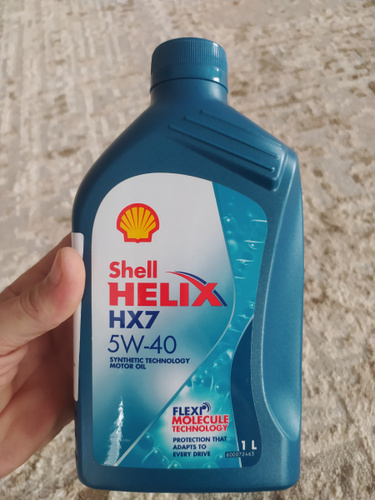 Shell
HELIX
HX7
5W-40
SYNTHETIC TECHNOLOGY
MOTOR OIL
FLEXI
MOLECULE
TECHNOLOGY
PROTECTION THAT
ADAPTS TO
EVERY DRIVE
1 L
600072463